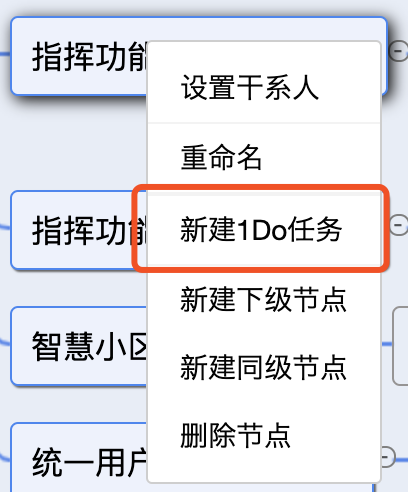 指挥功能
设置干系人
重命名
指挥功能
新建1Do任务
新建下级节点
智慧小区
新建同级节点
删除节点
统一用户